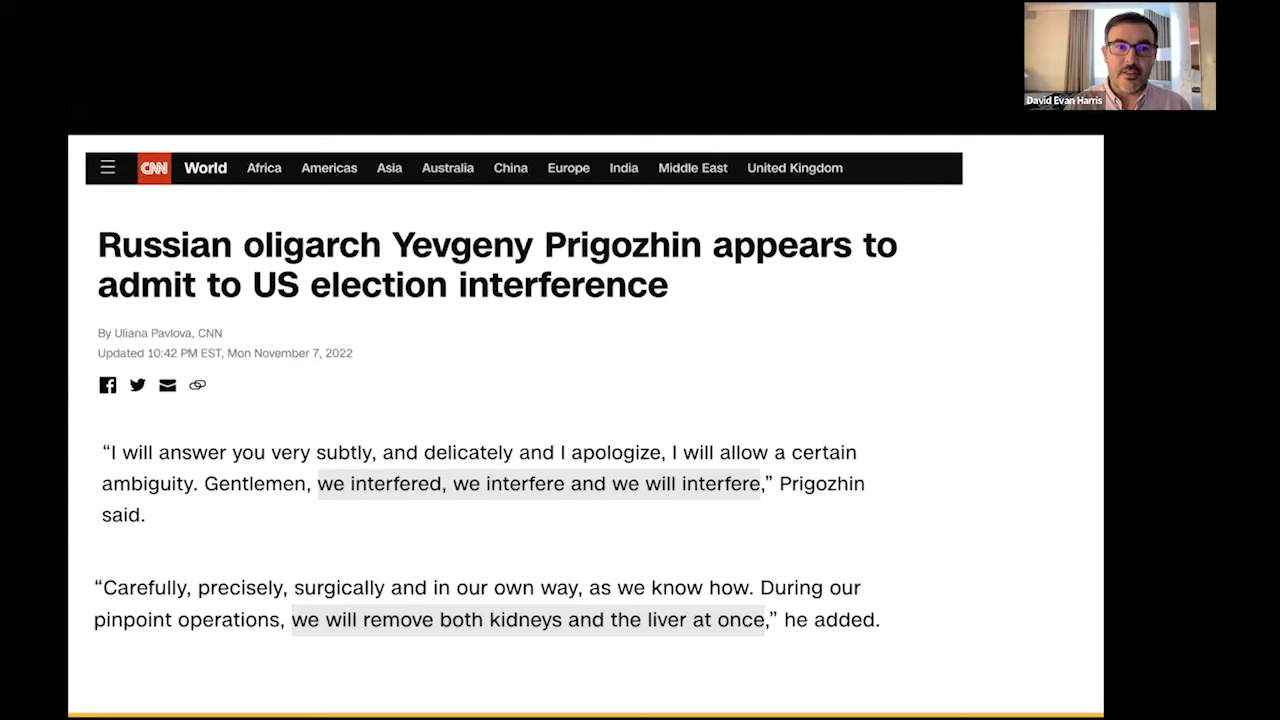 David Evan Harris
CNN World Africa Americas Asia Australia China Europe India Middle East United Kingdom
Russian oligarch Yevgeny Prigozhin appears to
admit to US election interference
By Uliana Pavlova, CNN
Updated 10:42 PM EST, Mon November 7, 2022
“I will answer you very subtly, and delicately and I apologize, I will allow a certain
ambiguity. Gentlemen, we interfered, we interfere and we will interfere,” Prigozhin
said.
“Carefully, precisely, surgically and in our own way, as we know how. During our
pinpoint operations, we will remove both kidneys and the liver at once,” he added.